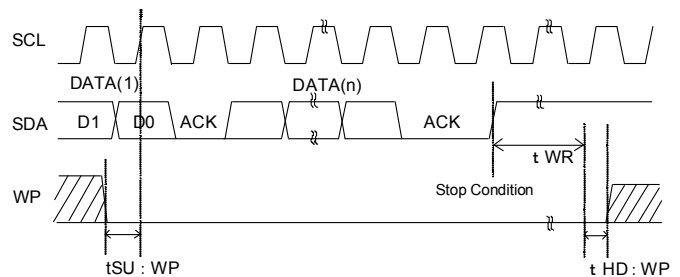 SCL
DATA(1)
DATA(n)
SDA
D1
D0
ACK
ACK
t WR
WP
Stop Condition
tSU : WP
t HD : WP